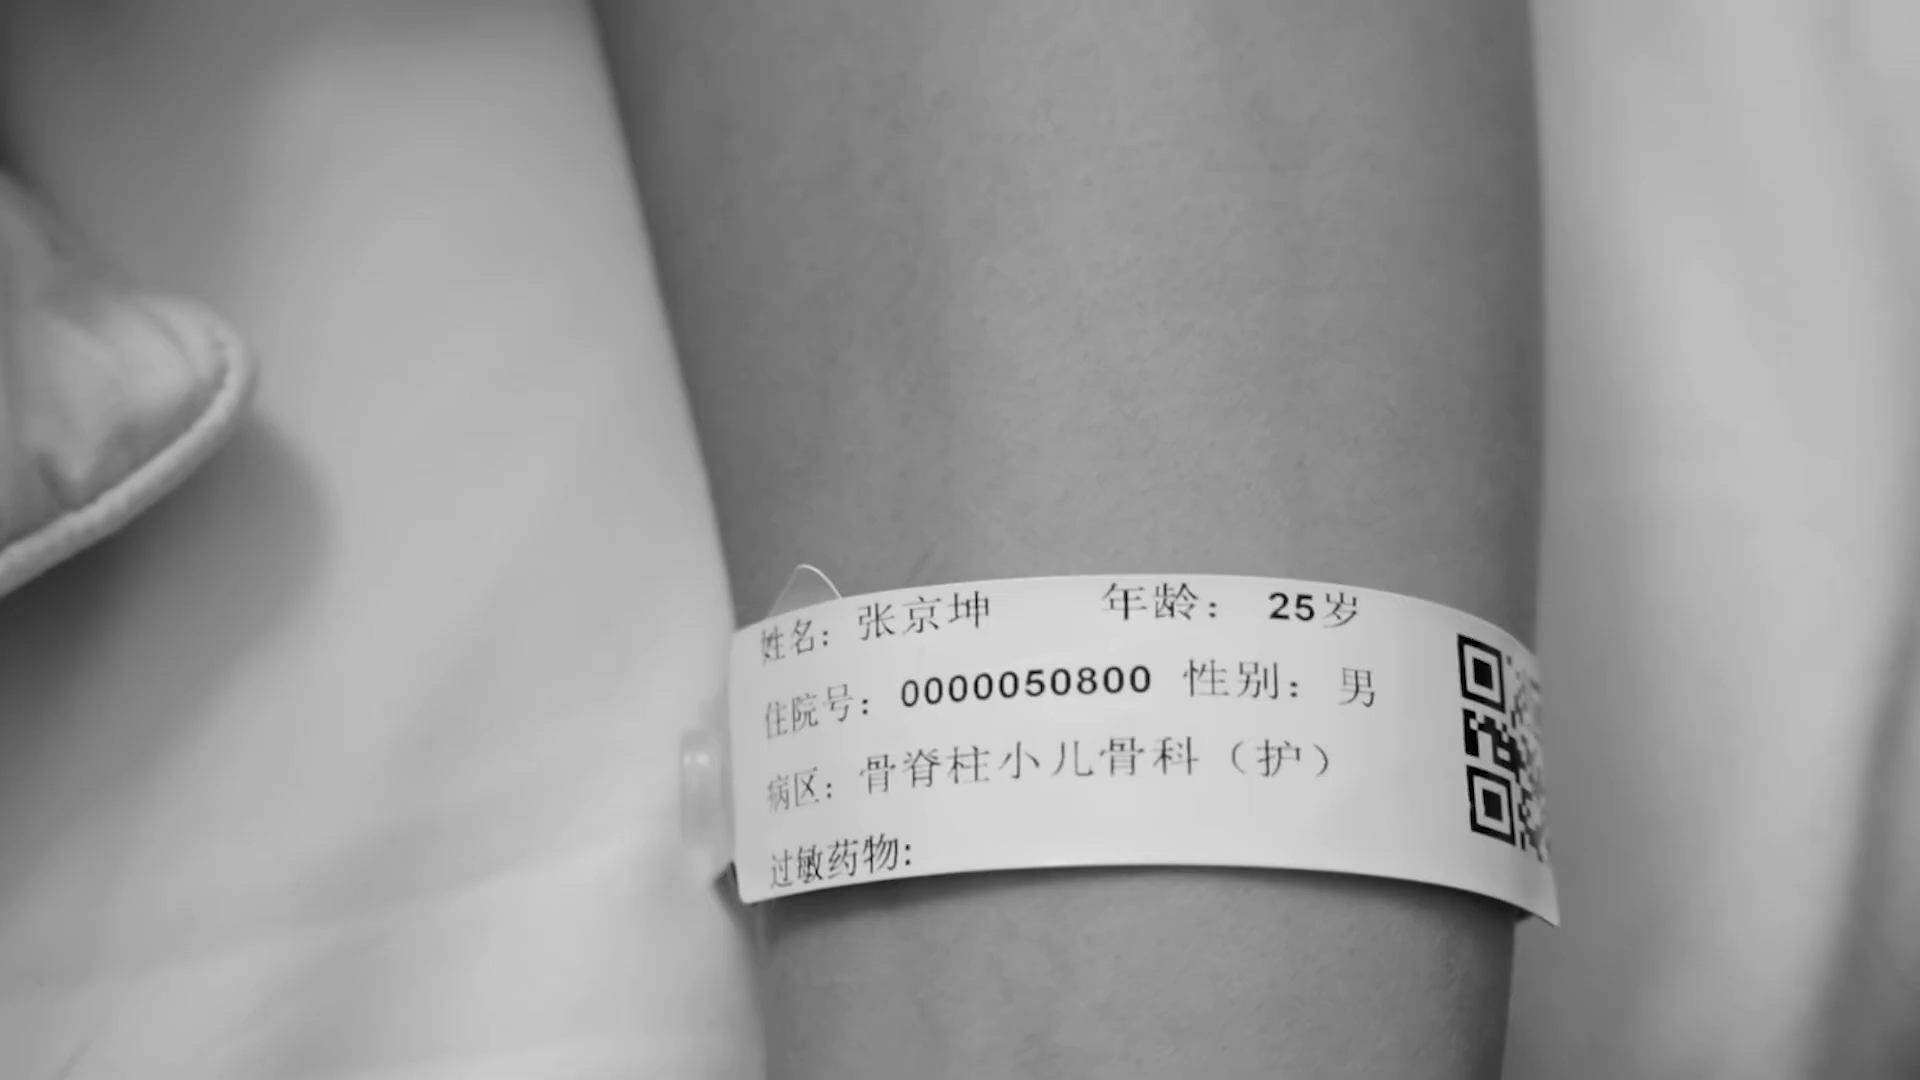 姓名: 张京坤 年龄: 25岁
住院号: 0000050800 性别: 男
病区: 骨脊柱小儿骨科（护）
过敏药物: